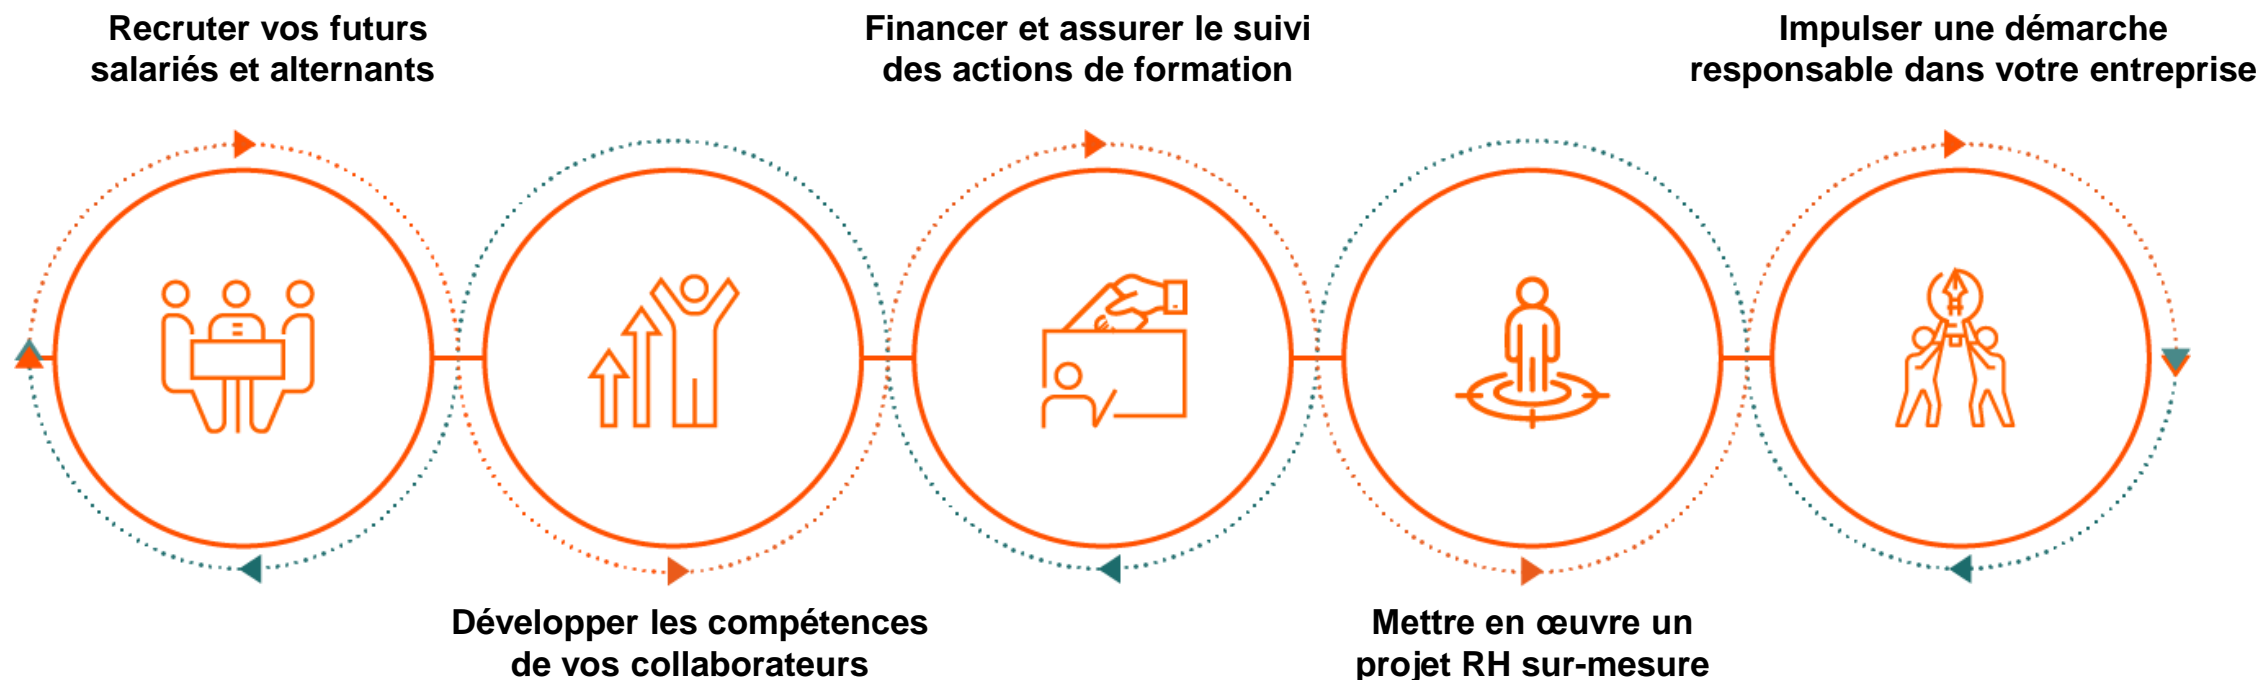 Recruter vos futurs
salariés et alternants
Développer les compétences
de vos collaborateurs
Financer et assurer le suivi
des actions de formation
Mettre en œuvre un
projet RH sur-mesure
Impulser une démarche
responsable dans votre entreprise